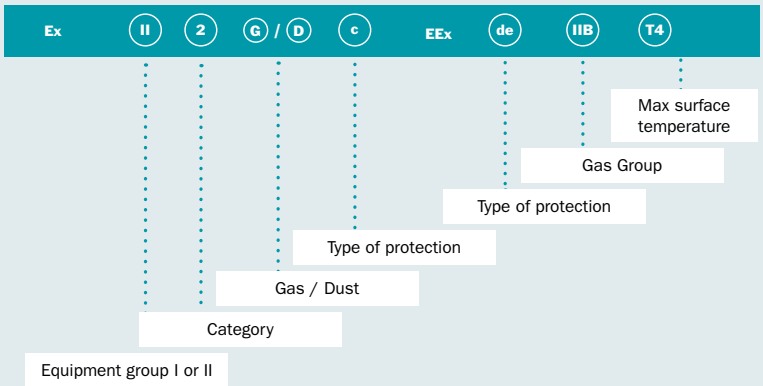 Ex II 2 G / D c EEx de IIB T4
Max surface
temperature
Gas Group
Type of protection
Type of protection
Gas / Dust
Category
Equipment group I or II